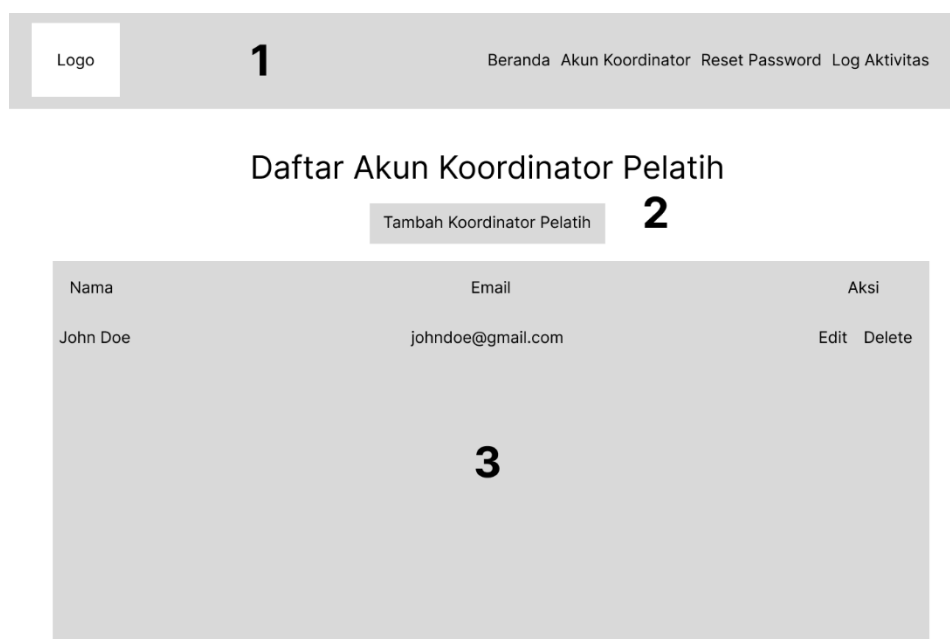 Logo 1 Beranda Akun Koordinator Reset Password Log Aktivitas
Daftar Akun Koordinator Pelatih
Tambah Koordinator Pelatih 2
Nama Email Aksi
John Doe johndoe@gmail.com Edit Delete
3